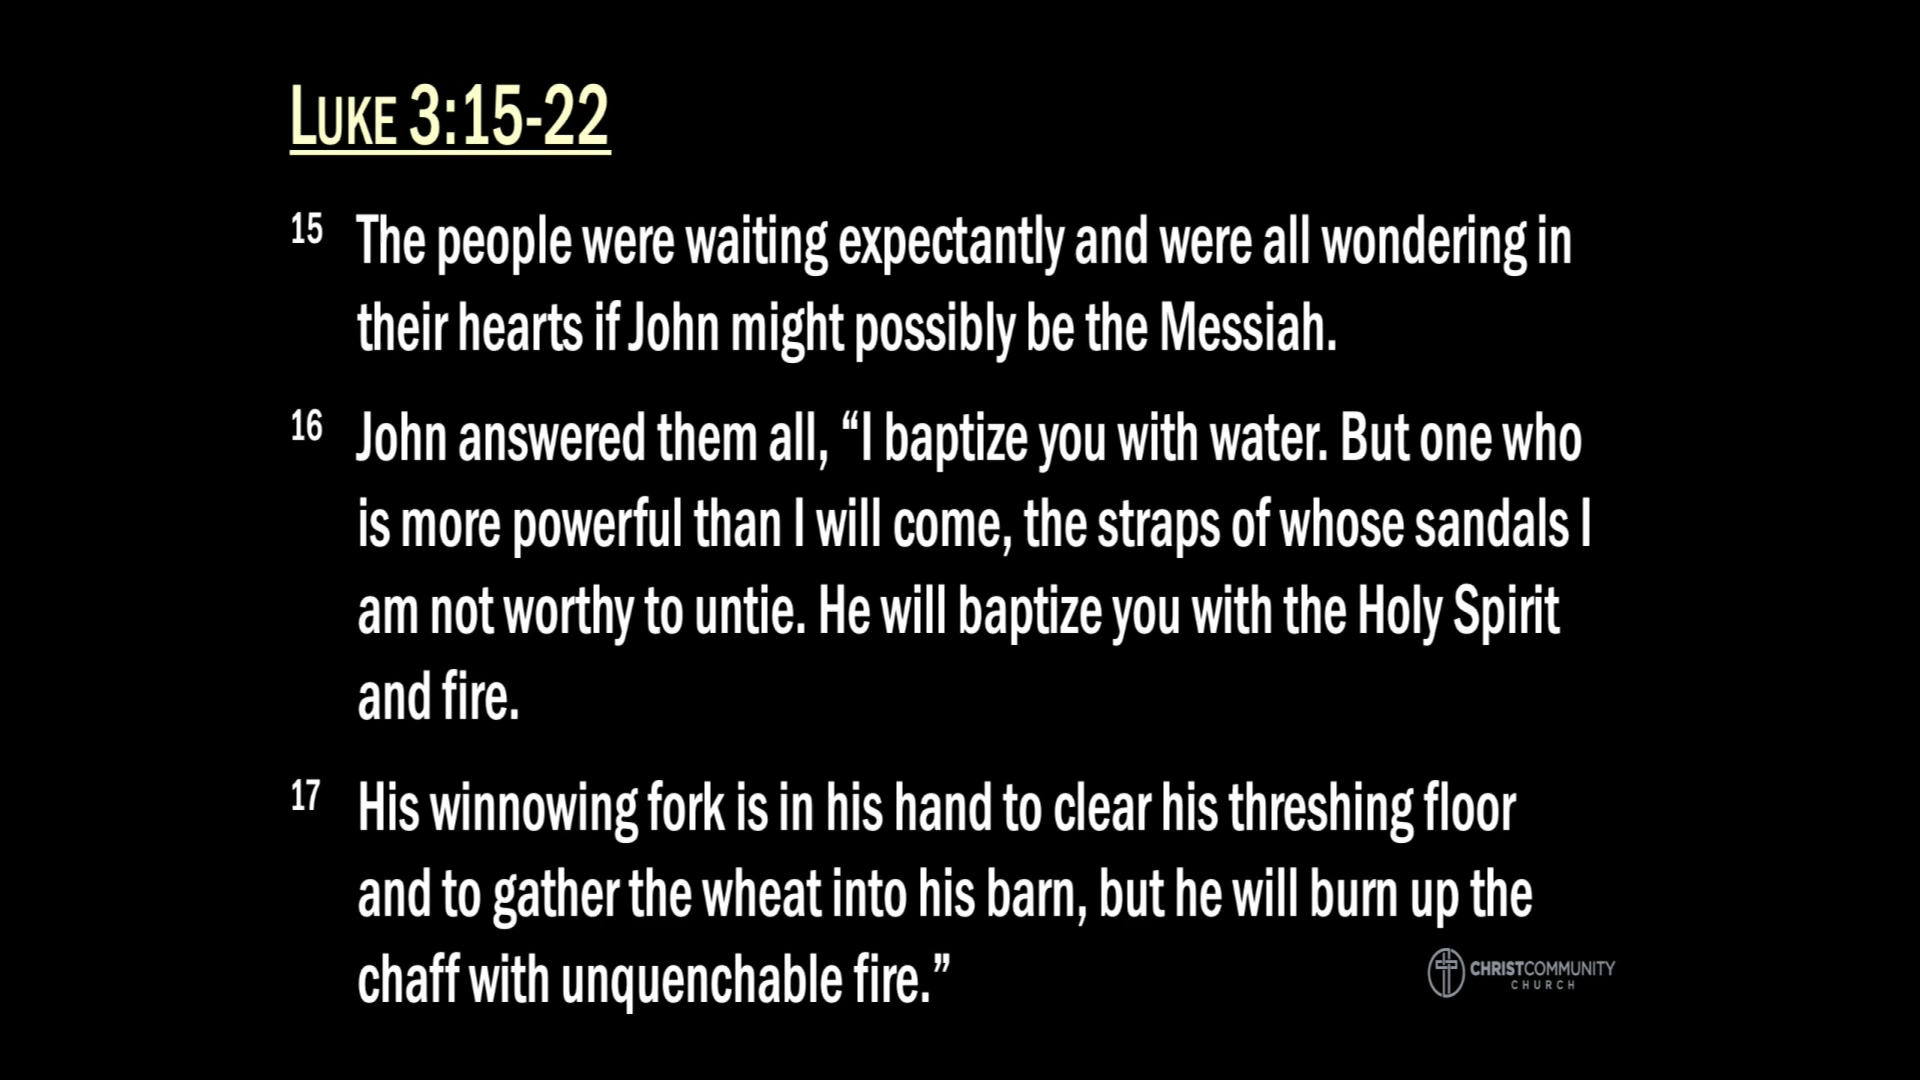 LUKE 3:15-22
15 The people were waiting expectantly and were all wondering in
their hearts if John might possibly be the Messiah.
16 John answered them all, “I baptize you with water. But one who
is more powerful than I will come, the straps of whose sandals I
am not worthy to untie. He will baptize you with the Holy Spirit
and fire.
17 His winnowing fork is in his hand to clear his threshing floor
and to gather the wheat into his barn, but he will burn up the
chaff with unquenchable fire.”
CHRISTCOMMUNITY
CHURCH